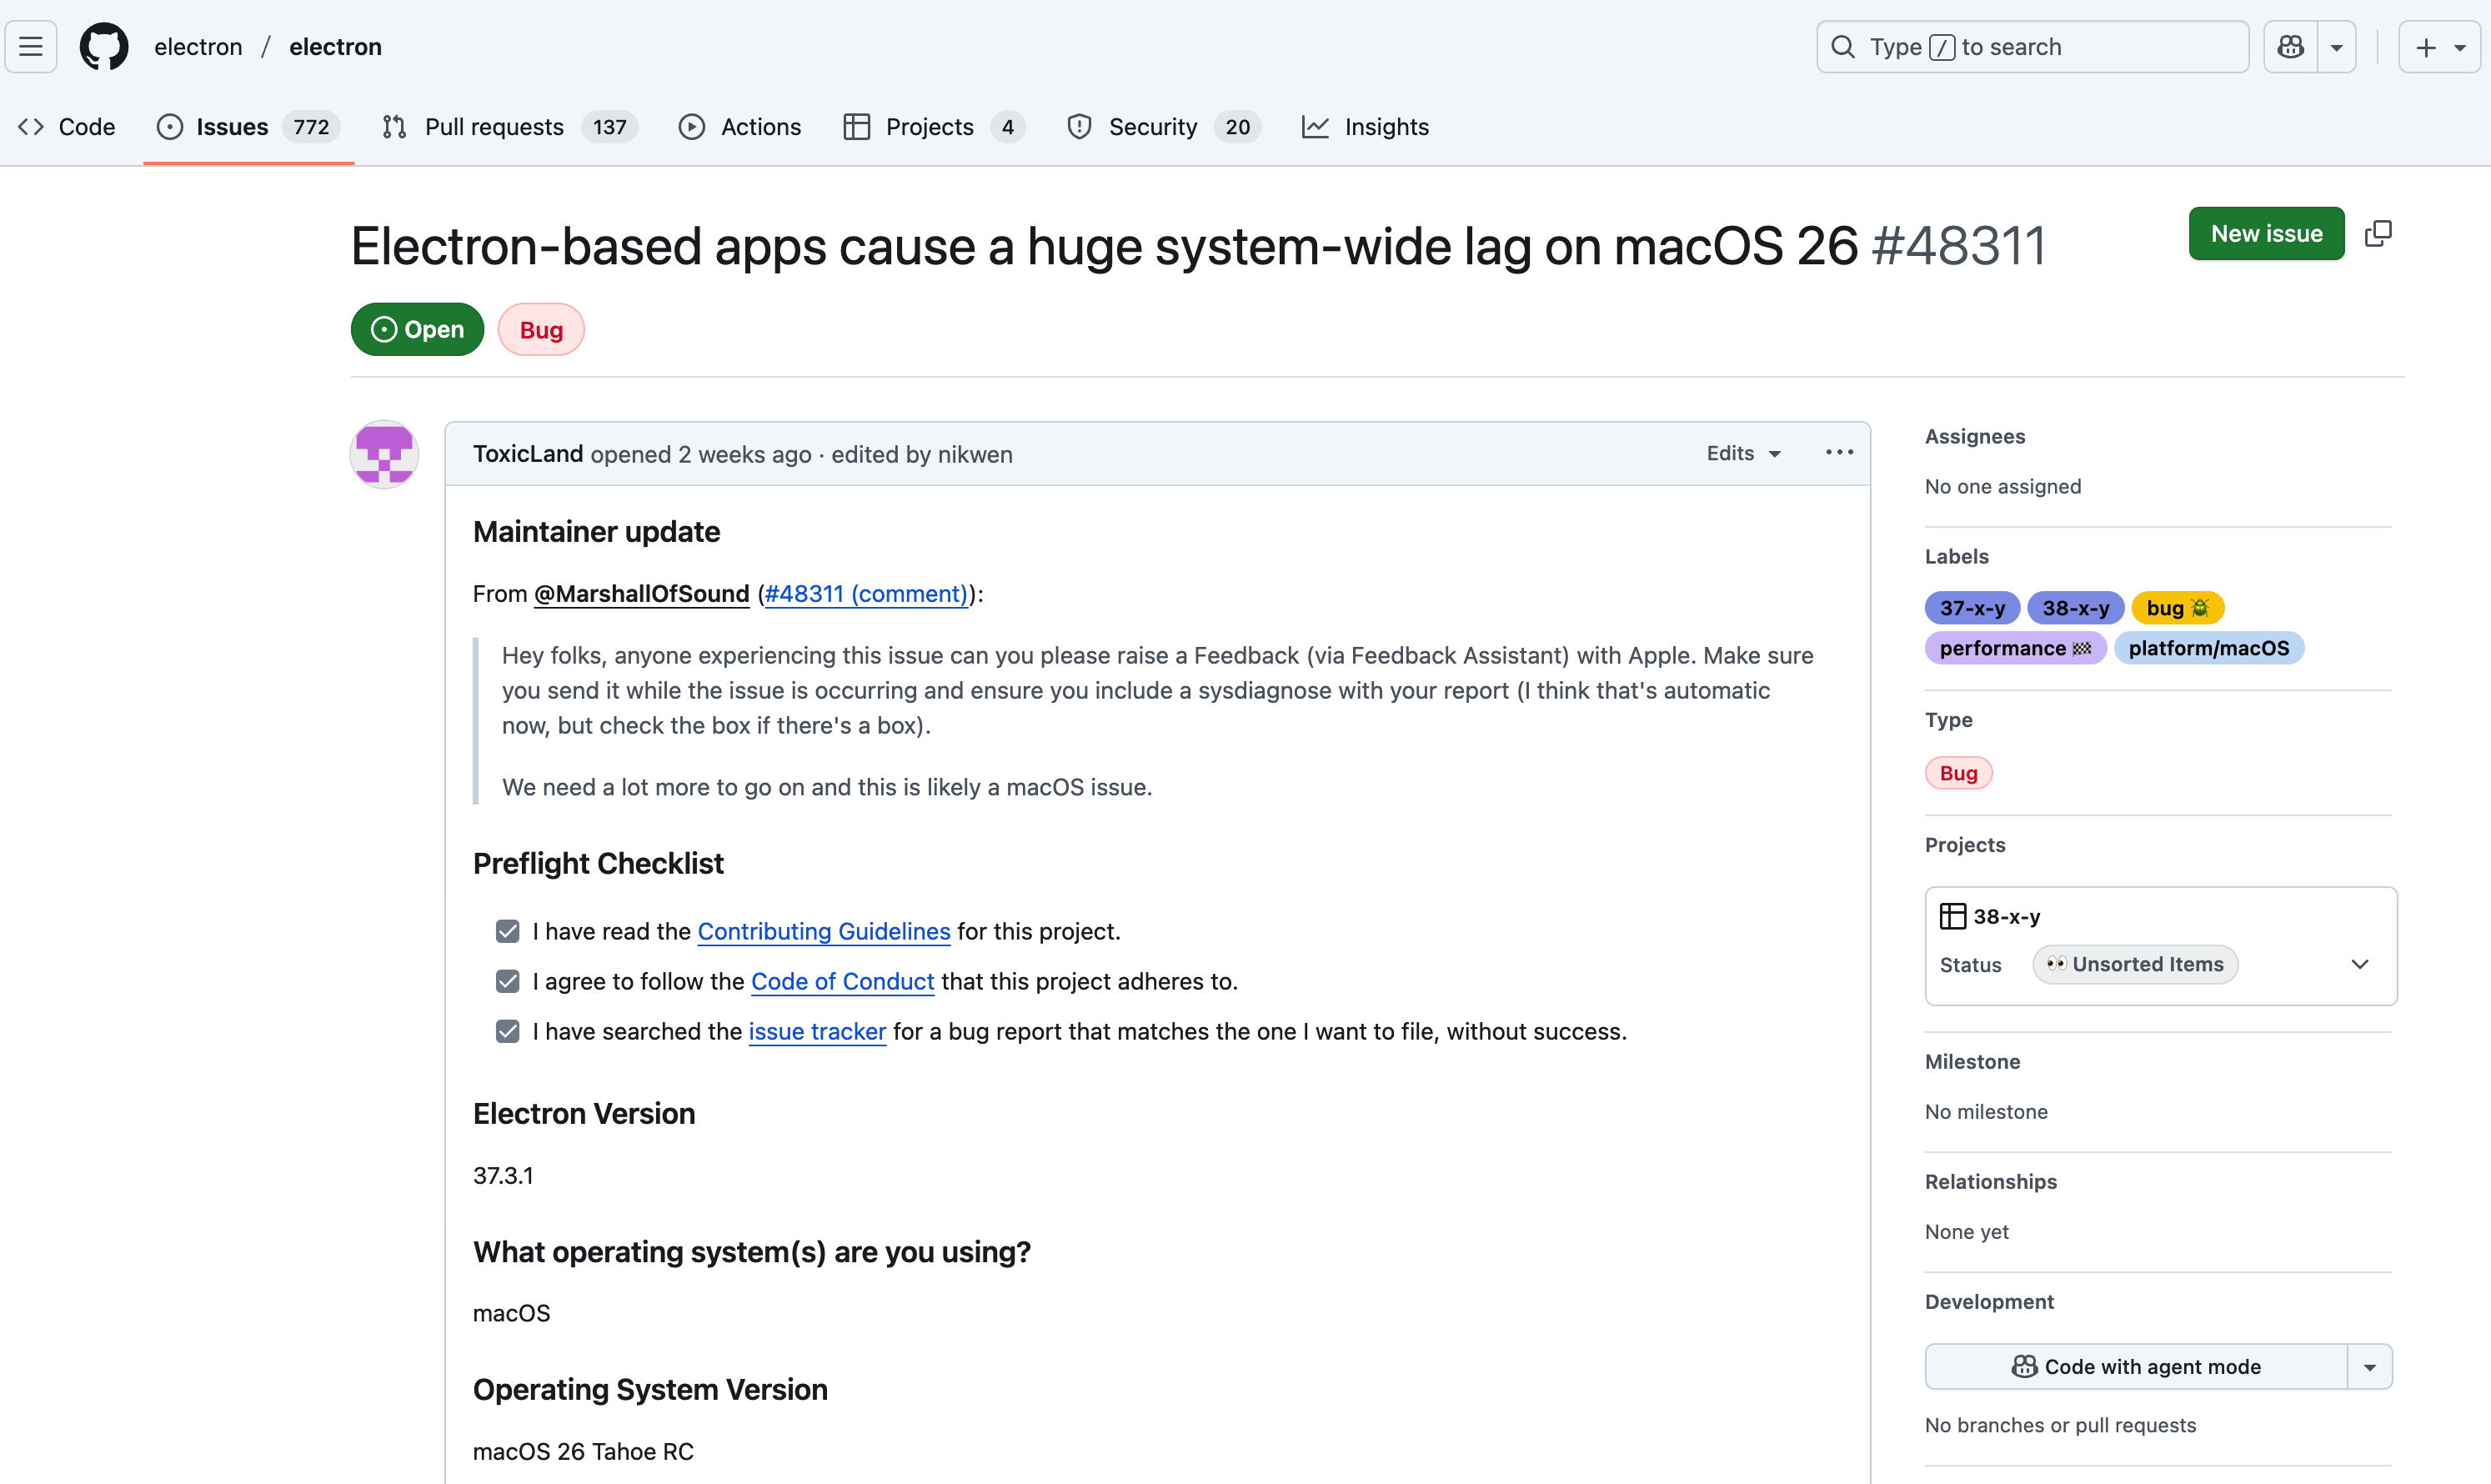 electron / electron
Type / to search
Code
Issues 772
Pull requests 137
Actions
Projects 4
Security 20
Insights
Electron-based apps cause a huge system-wide lag on macOS 26 #48311
New issue
Open
Bug
ToxicLand opened 2 weeks ago · edited by nikwen
Edits
Maintainer update
From @MarshallOfSound (#48311 (comment)):
Hey folks, anyone experiencing this issue can you please raise a Feedback (via Feedback Assistant) with Apple. Make sure
you send it while the issue is occurring and ensure you include a sysdiagnose with your report (I think that's automatic
now, but check the box if there's a box).
We need a lot more to go on and this is likely a macOS issue.
Preflight Checklist
I have read the Contributing Guidelines for this project.
I agree to follow the Code of Conduct that this project adheres to.
I have searched the issue tracker for a bug report that matches the one I want to file, without success.
Electron Version
37.3.1
What operating system(s) are you using?
macOS
Operating System Version
macOS 26 Tahoe RC
Assignees
No one assigned
Labels
37-x-y 38-x-y bug 🪲
performance 🏁 platform/macOS
Type
Bug
Projects
38-x-y
Status 👀 Unsorted Items
Milestone
No milestone
Relationships
None yet
Development
Code with agent mode
No branches or pull requests